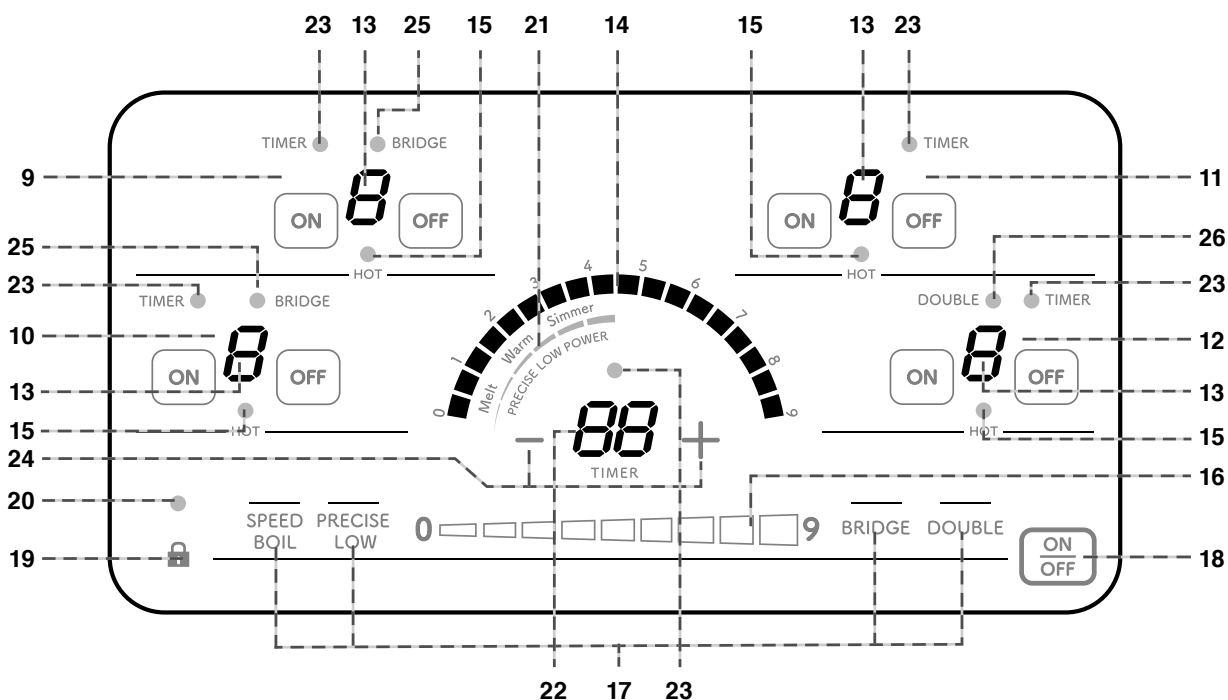 23 13 25 15 21 14 15 13 23
TIMER BRIDGE TIMER
9 11
ON 8 OFF ON 8 OFF
25 26
HOT HOT
23 TIMER BRIDGE DOUBLE TIMER 23
10 12
ON 8 OFF ON 8 OFF
13 13
15 HOT HOT 15
0 1 2 3 4 5 6 7 8 9
Melt Warm Simmer
PRECISE LOW POWER
- 88 +
TIMER
24
16
20
SPEED BOIL
PRECISE LOW
0 9
BRIDGE DOUBLE
19
ON
OFF
18
22 17 23